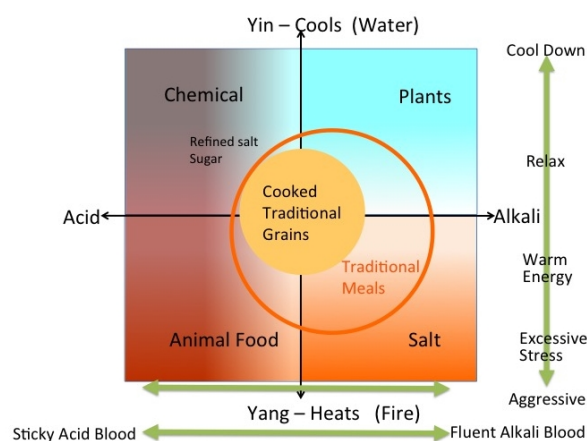 Yin – Cools  (Water)
Cool Down
Chemical
Plants
Refined salt
Sugar
Relax
Cooked
Traditional
Grains
Acid
Alkali
Traditional
Meals
Warm
Energy
Animal Food
Salt
Excessive
Stress
Aggressive
Yang – Heats  (Fire)
Sticky Acid Blood
Fluent Alkali Blood